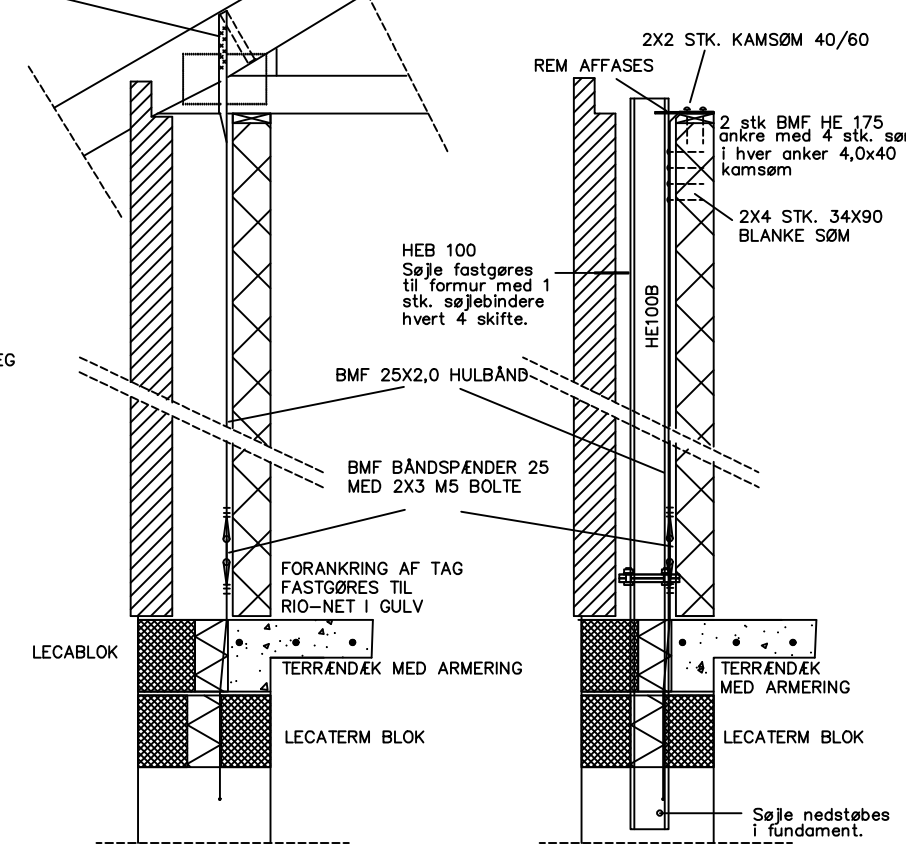 2X2 STK. KAMSØM 40/60
REM AFFASES
2 stk BMF HE 175
ankre med 4 stk. søm
i hver anker 4,0x40
kamsøm
2X4 STK. 34X90
BLANKE SØM
HEB 100
Søjle fastgøres
til formur med 1
stk. søjlebindere
hvert 4 skifte.
HE100B
EG
BMF 25X2,0 HULBÅND
BMF BÅNDSPÆNDER 25
MED 2X3 M5 BOLTE
FORANKRING AF TAG
FASTGØRES TIL
RIO-NET I GULV
LECABLOK
TERRÆNDÆK MED ARMERING
TERRÆNDÆK
MED ARMERING
LECATERM BLOK
LECATERM BLOK
Søjle nedstøbes
i fundament.